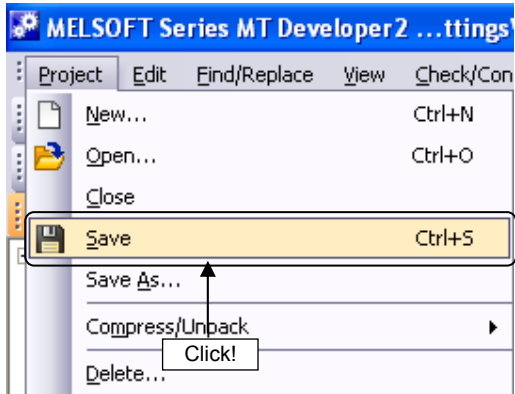 MELSOFT Series MT Developer2 ...ttings\
Project Edit Find/Replace View Check/Con
New... Ctrl+N
Open... Ctrl+O
Close
Save Ctrl+S
Save As...
Compress/Unpack
Click!
Delete...